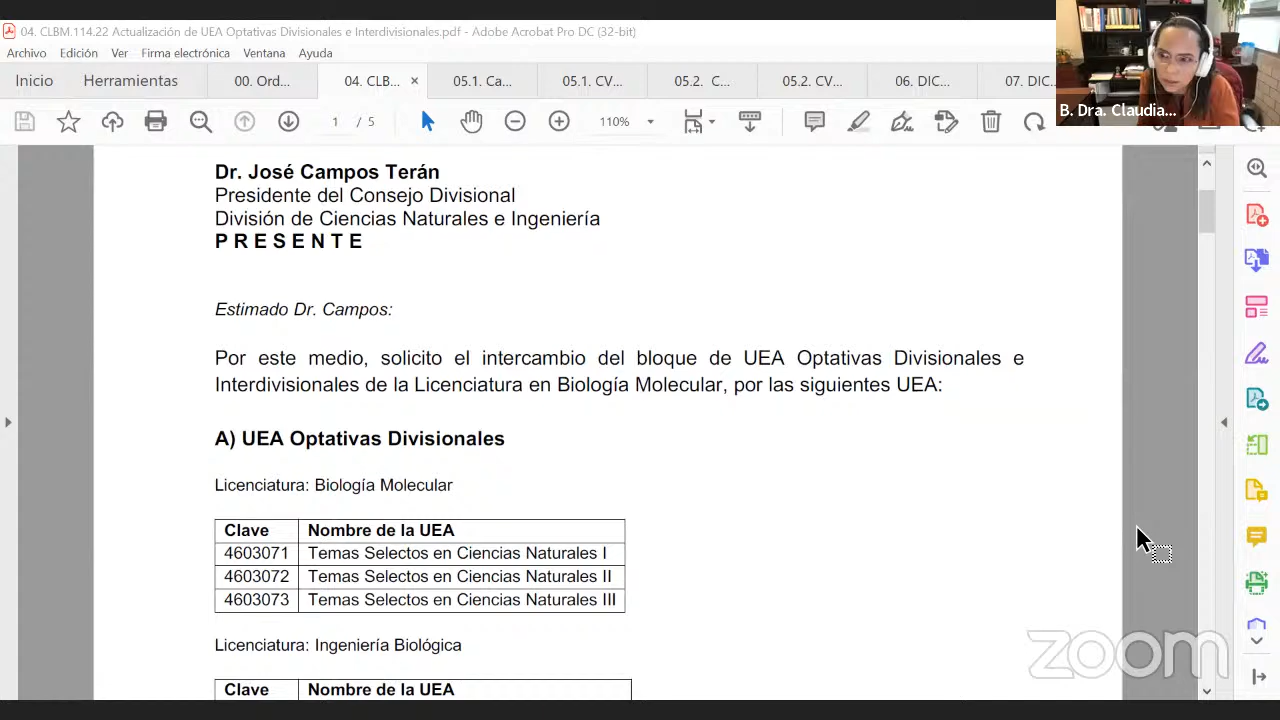 04. CLBM.114.22 Actualización de UEA Optativas Divisionales e Interdivisionales.pdf - Adobe Acrobat Pro DC (32-bit)
Archivo Edición Ver Firma electrónica Ventana Ayuda
Inicio Herramientas 00. Ord... 04. CLB... × 05.1. Ca... 05.1. CV... 05.2. C... 05.2. CV... 06. DIC... 07. DIC...
B. Dra. Claudia...
1 / 5 110%
Dr. José Campos Terán
Presidente del Consejo Divisional
División de Ciencias Naturales e Ingeniería
P R E S E N T E
Estimado Dr. Campos:
Por este medio, solicito el intercambio del bloque de UEA Optativas Divisionales e
Interdivisionales de la Licenciatura en Biología Molecular, por las siguientes UEA:
A) UEA Optativas Divisionales
Licenciatura: Biología Molecular
Clave Nombre de la UEA
4603071 Temas Selectos en Ciencias Naturales I
4603072 Temas Selectos en Ciencias Naturales II
4603073 Temas Selectos en Ciencias Naturales III
Licenciatura: Ingeniería Biológica
Clave Nombre de la UEA
zoom